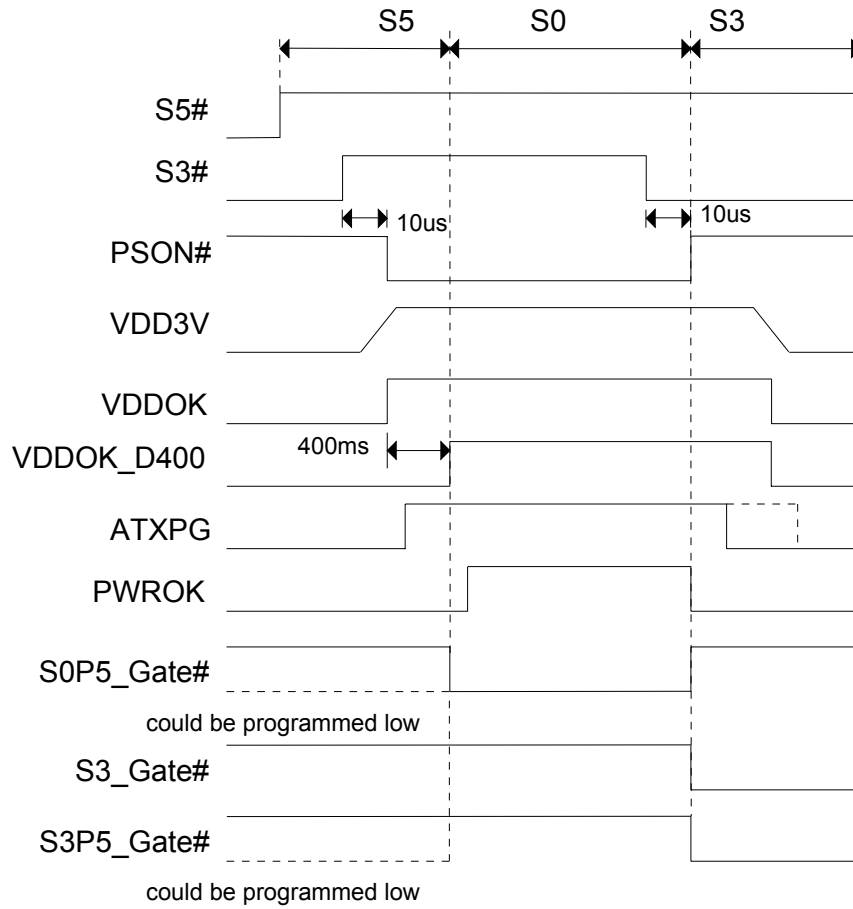 S5 S0 S3
S5#
S3#
10us 10us
PSON#
VDD3V
VDDOK
400ms
VDDOK_D400
ATXPG
PWROK
S0P5_Gate#
could be programmed low
S3_Gate#
S3P5_Gate#
could be programmed low